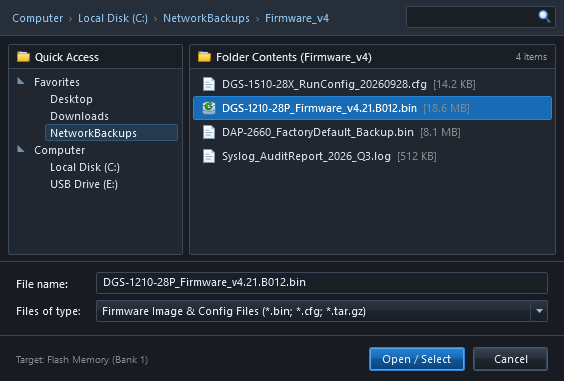 Computer › Local Disk (C:) › NetworkBackups › Firmware_v4
Quick Access
Favorites
Desktop
Downloads
NetworkBackups
Computer
Local Disk (C:)
USB Drive (E:)
Folder Contents (Firmware_v4) 4 items
DGS-1510-28X_RunConfig_20260928.cfg [14.2 KB]
DGS-1210-28P_Firmware_v4.21.B012.bin [18.6 MB]
DAP-2660_FactoryDefault_Backup.bin [8.1 MB]
Syslog_AuditReport_2026_Q3.log [512 KB]
File name: DGS-1210-28P_Firmware_v4.21.B012.bin
Files of type: Firmware Image & Config Files (*.bin; *.cfg; *.tar.gz)
Target: Flash Memory (Bank 1) Open / Select Cancel